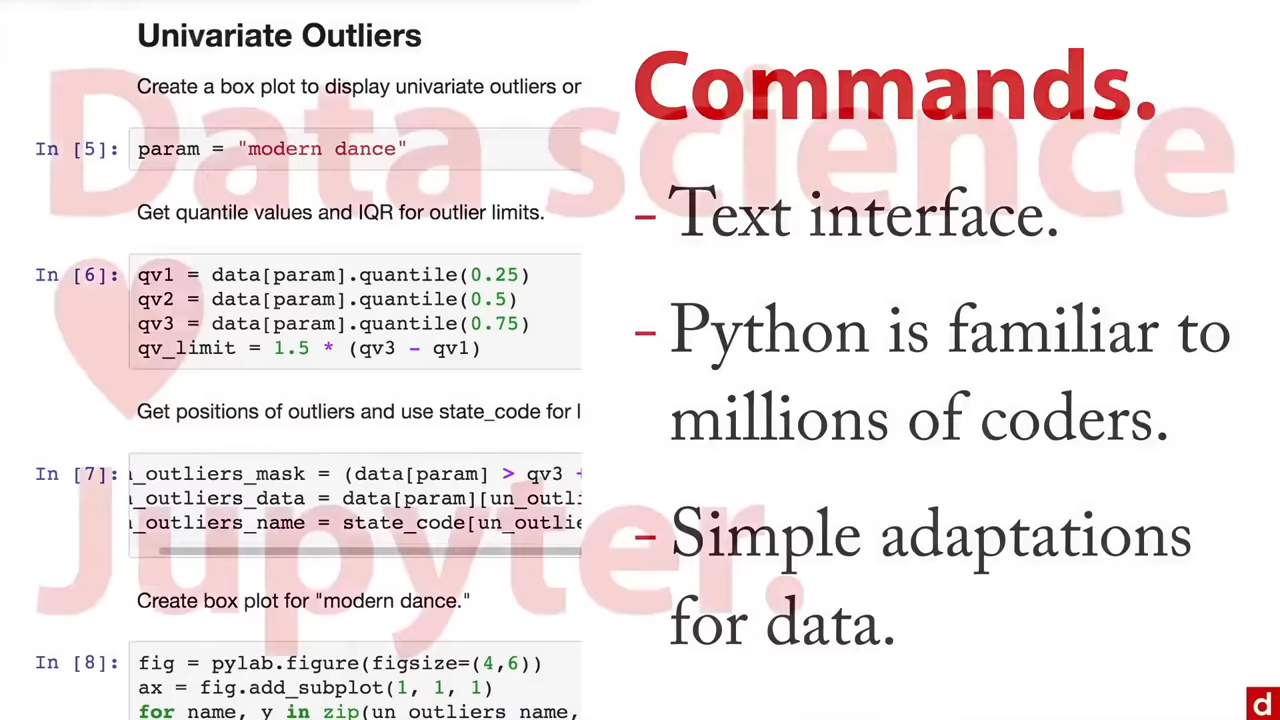 Univariate Outliers
Create a box plot to display univariate outliers on
In [5]: param = "modern dance"
Get quantile values and IQR for outlier limits.
In [6]: qv1 = data[param].quantile(0.25)
qv2 = data[param].quantile(0.5)
qv3 = data[param].quantile(0.75)
qv_limit = 1.5 * (qv3 - qv1)
Get positions of outliers and use state_code for
In [7]: n_outliers_mask = (data[param] > qv3 +
n_outliers_data = data[param][un_outli
n_outliers_name = state_code[un_outlie
Create box plot for "modern dance."
In [8]: fig = pylab.figure(figsize=(4,6))
ax = fig.add_subplot(1, 1, 1)
for name, y in zip(un_outliers_name,
Commands.
- Text interface.
- Python is familiar to
millions of coders.
- Simple adaptations
for data.
Data science
♥
Jupyter.
d